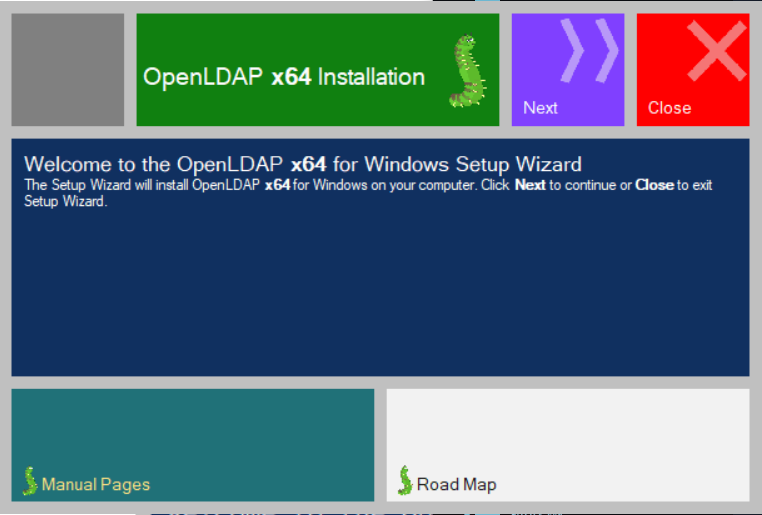 OpenLDAP x64 Installation
Next
Close
Welcome to the OpenLDAP x64 for Windows Setup Wizard
The Setup Wizard will install OpenLDAP x64 for Windows on your computer. Click Next to continue or Close to exit
Setup Wizard.
Manual Pages
Road Map